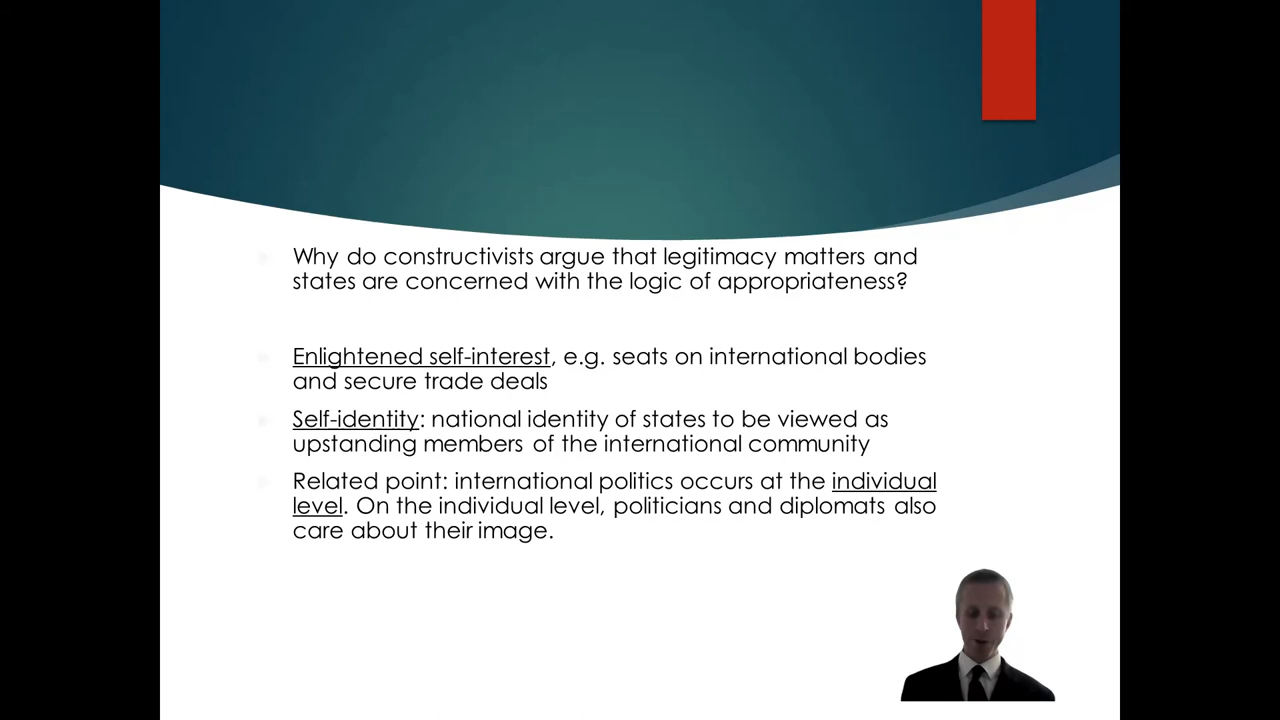 Why do constructivists argue that legitimacy matters and
states are concerned with the logic of appropriateness?
Enlightened self-interest, e.g. seats on international bodies
and secure trade deals
Self-identity: national identity of states to be viewed as
upstanding members of the international community
Related point: international politics occurs at the individual
level. On the individual level, politicians and diplomats also
care about their image.